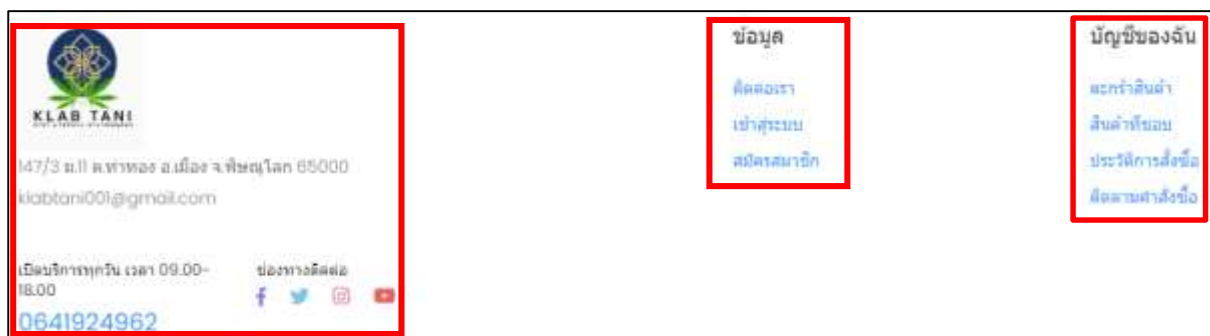 KLAB TANI
147/3 ม.11 ต.ท่าทอง อ.เมือง จ.พิษณุโลก 65000
klabtani001@gmail.com
เปิดบริการทุกวัน เวลา 09.00-
18.00
0641924962
ช่องทางติดต่อ
ข้อมูล
ติดต่อเรา
เข้าสู่ระบบ
สมัครสมาชิก
บัญชีของฉัน
ตะกร้าสินค้า
สินค้าที่ชอบ
ประวัติการสั่งซื้อ
ติดตามคำสั่งซื้อ